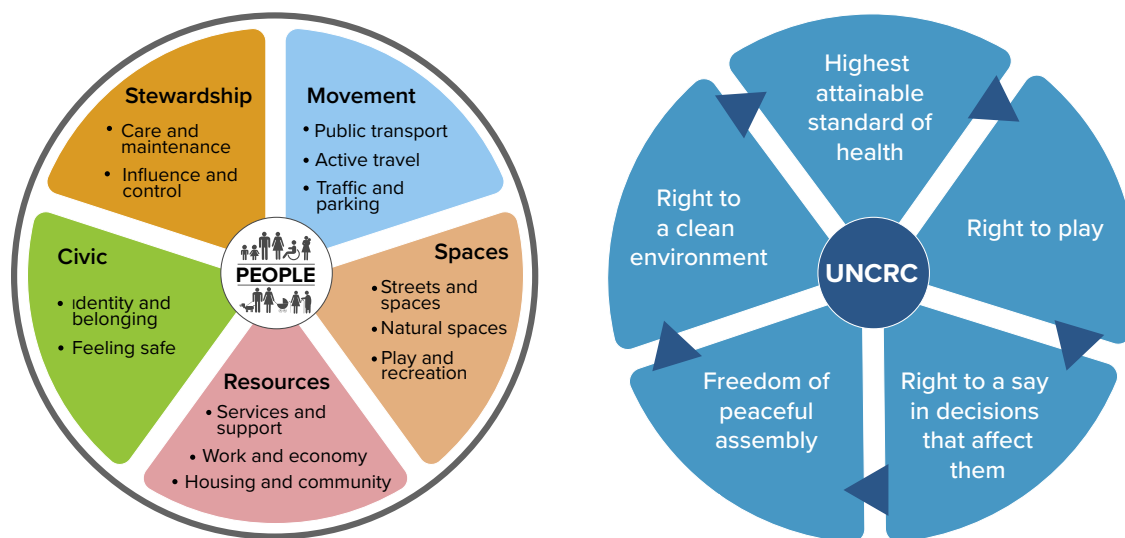 Stewardship
• Care and
maintenance
• Influence and
control
Movement
• Public transport
• Active travel
• Traffic and
parking
Civic
• Identity and
belonging
• Feeling safe
PEOPLE
Spaces
• Streets and
spaces
• Natural spaces
• Play and
recreation
Resources
• Services and
support
• Work and economy
• Housing and community
Highest
attainable
standard of
health
Right to
a clean
environment
Right to play
UNCRC
Freedom of
peaceful
assembly
Right to a say
in decisions
that affect
them